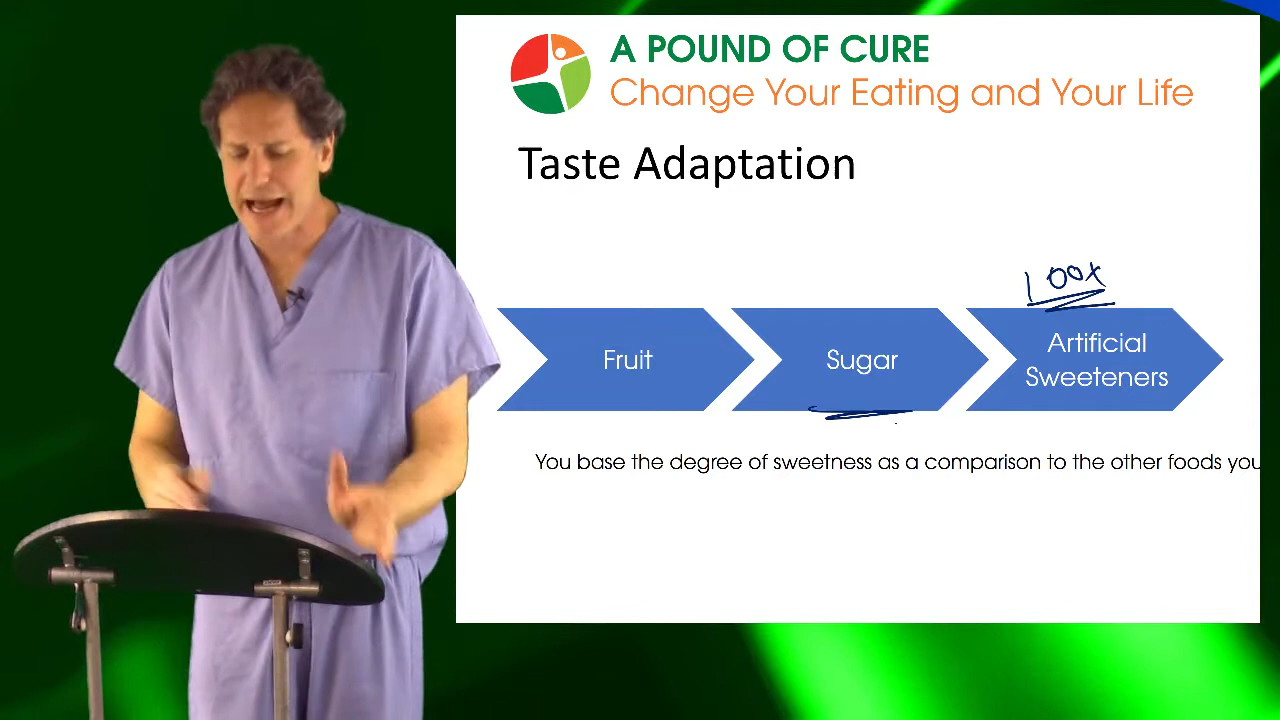 A POUND OF CURE
Change Your Eating and Your Life
Taste Adaptation
100x
Fruit
Sugar
Artificial
Sweeteners
You base the degree of sweetness as a comparison to the other foods you